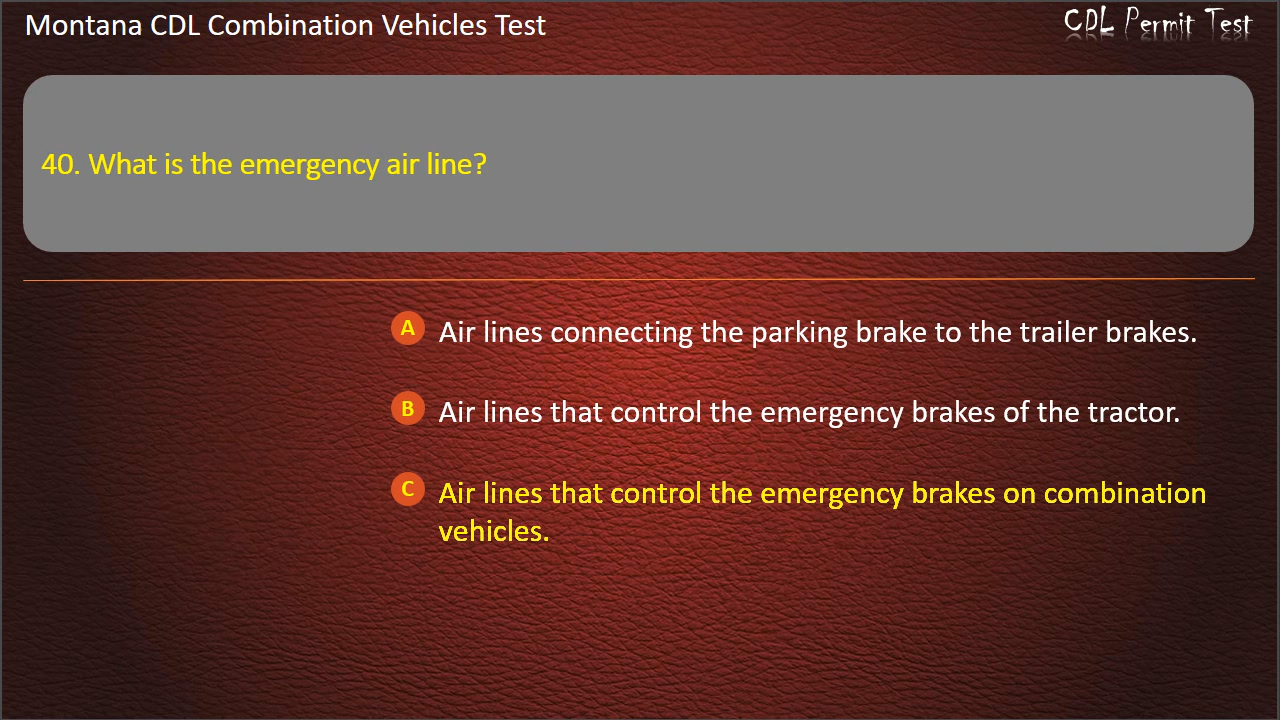 Montana CDL Combination Vehicles Test
CDL Permit Test
40. What is the emergency air line?
A Air lines connecting the parking brake to the trailer brakes.
B Air lines that control the emergency brakes of the tractor.
C Air lines that control the emergency brakes on combination
vehicles.